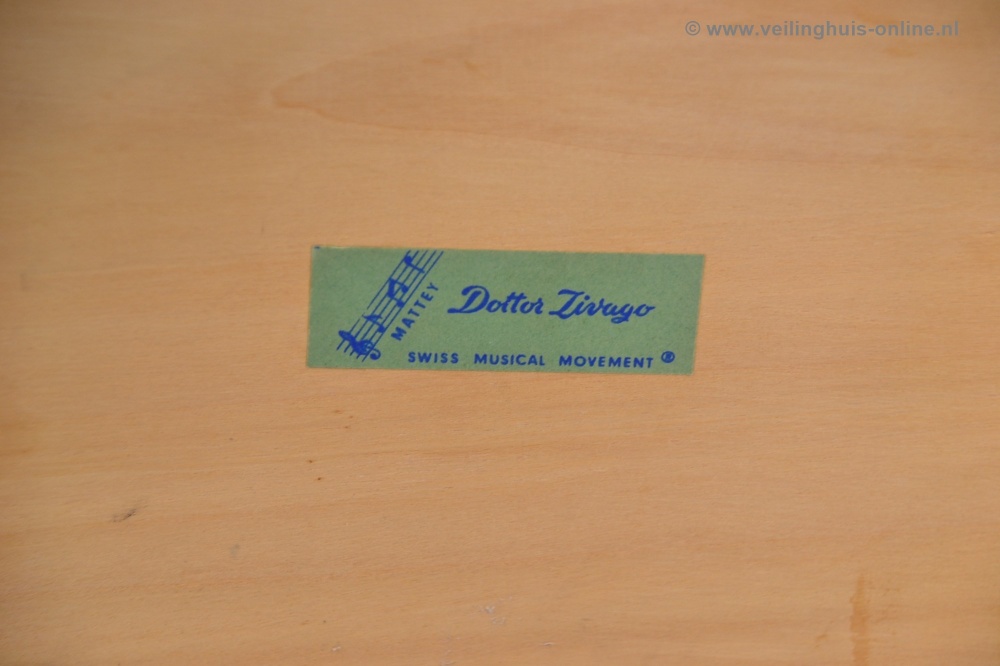 © www.veilinghuis-online.nl
MATTEY
Dottor Zivago
SWISS MUSICAL MOVEMENT ®